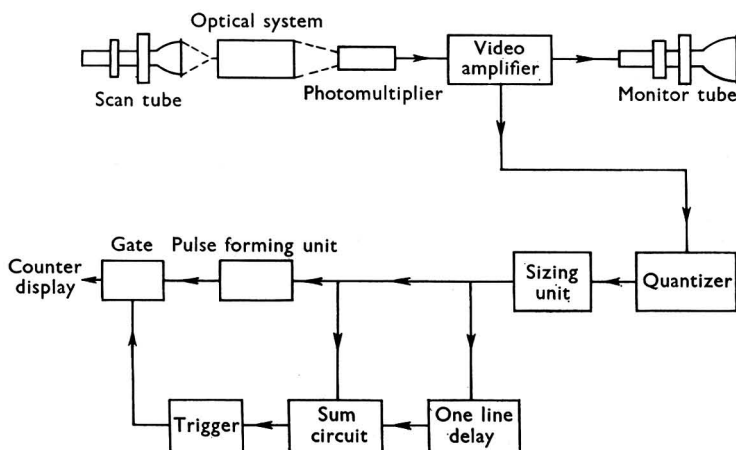 Optical system
Scan tube
Photomultiplier
Video
amplifier
Monitor tube
Gate
Pulse forming unit
Counter
display
Sizing
unit
Quantizer
Trigger
Sum
circuit
One line
delay